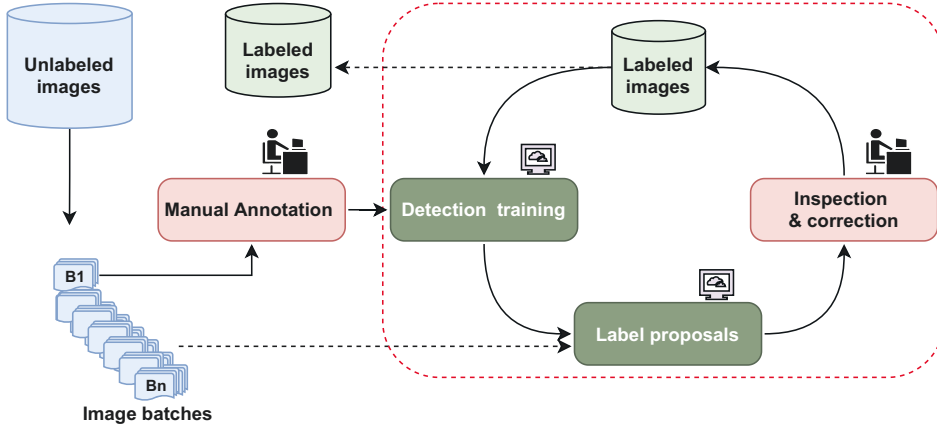 Unlabeled
images
Labeled
images
Labeled
images
Manual Annotation
Detection training
Inspection
& correction
B1
Label proposals
Bn
Image batches